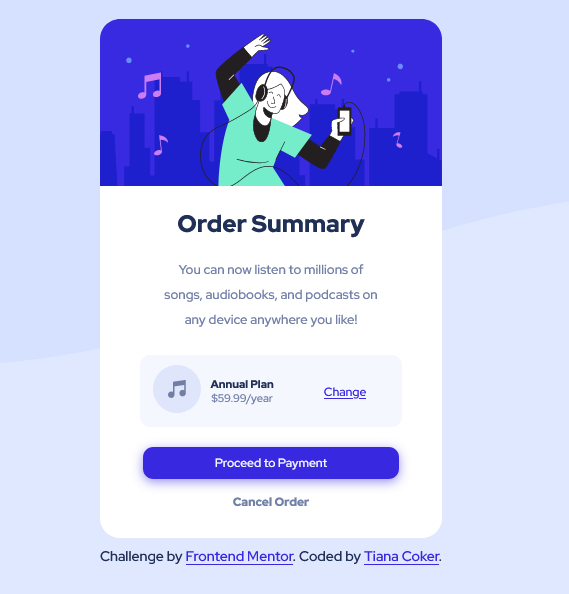 Order Summary
You can now listen to millions of
songs, audiobooks, and podcasts on
any device anywhere you like!
Annual Plan
$59.99/year
Change
Proceed to Payment
Cancel Order
Challenge by Frontend Mentor. Coded by Tiana Coker.